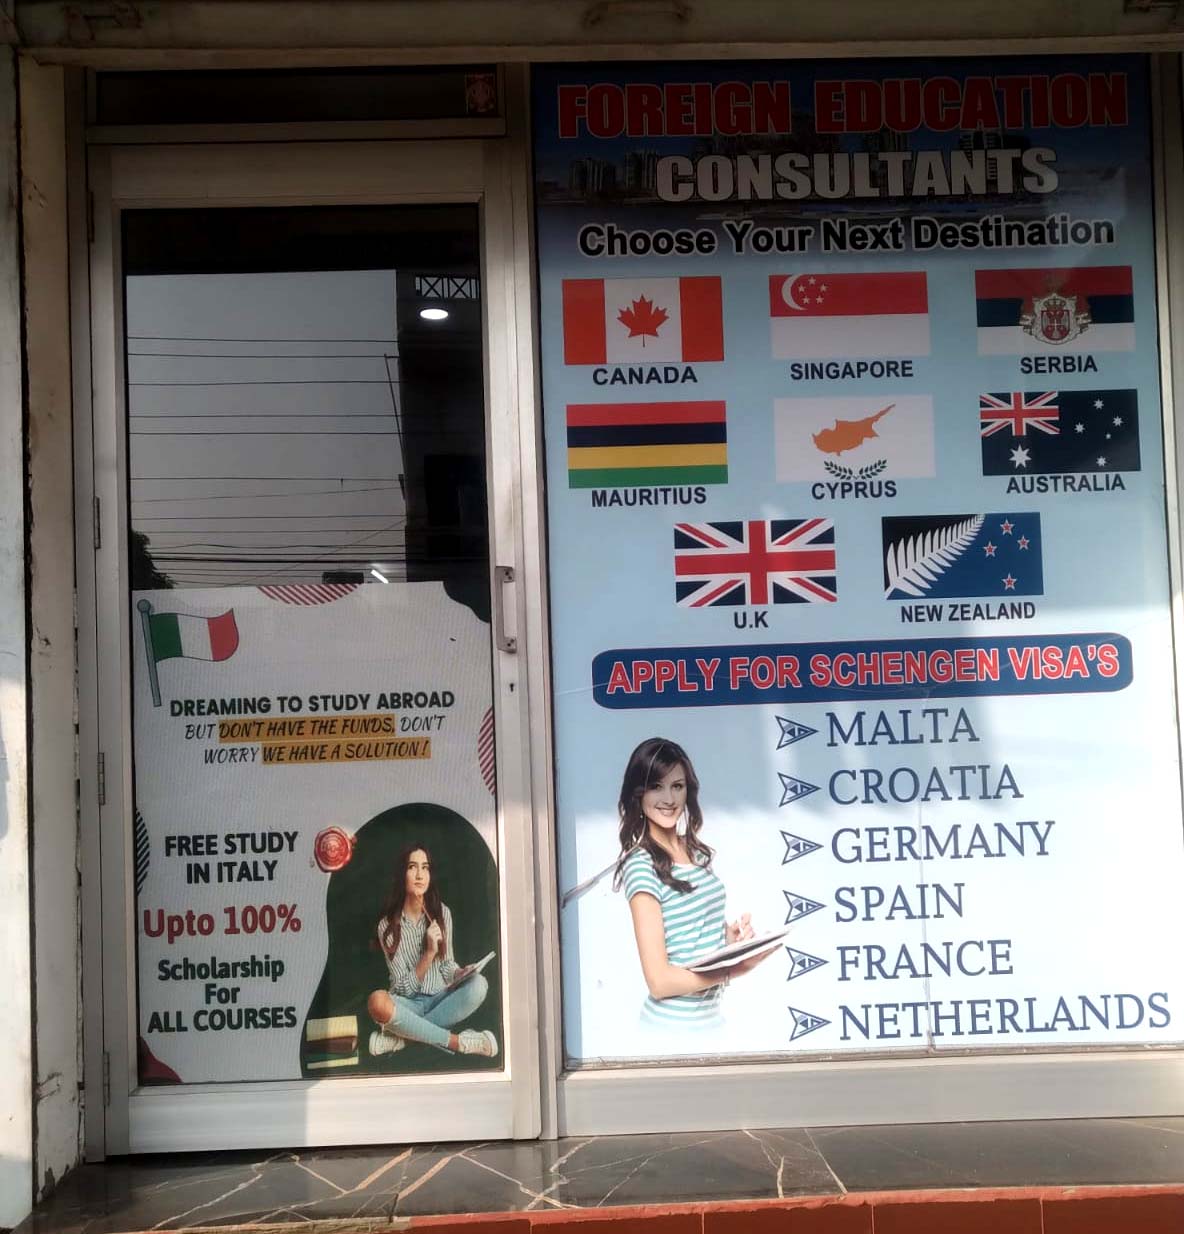 FOREIGN EDUCATION
CONSULTANTS
Choose Your Next Destination
CANADA
SINGAPORE
SERBIA
MAURITIUS
CYPRUS
AUSTRALIA
U.K
NEW ZEALAND
APPLY FOR SCHENGEN VISA'S
MALTA
CROATIA
GERMANY
SPAIN
FRANCE
NETHERLANDS
DREAMING TO STUDY ABROAD
BUT DON'T HAVE THE FUNDS, DON'T
WORRY WE HAVE A SOLUTION!
FREE STUDY
IN ITALY
Upto 100%
Scholarship
For
ALL COURSES